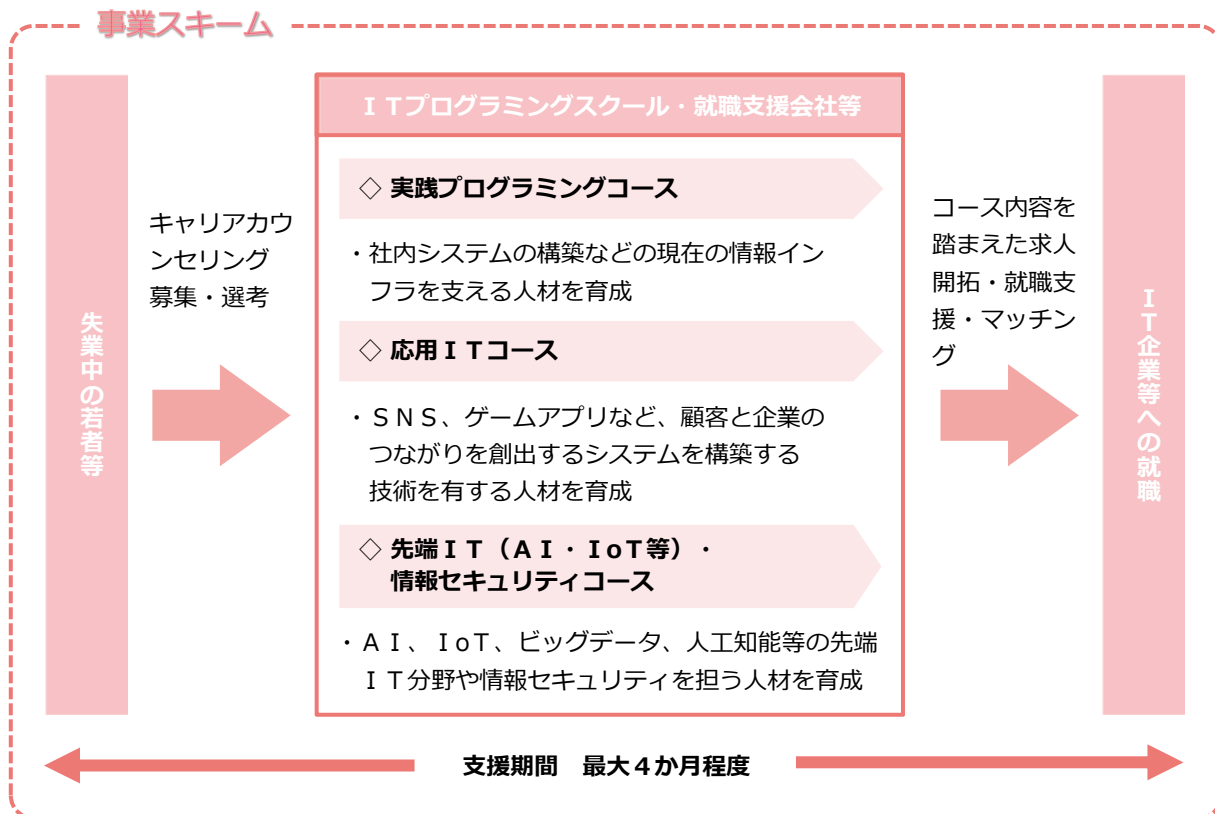 事業スキーム
失業中の若者等
キャリアカウ
ンセリング
募集・選考
ＩＴプログラミングスクール・就職支援会社等
◇ 実践プログラミングコース
・社内システムの構築などの現在の情報イン
フラを支える人材を育成
◇ 応用ＩＴコース
・ＳＮＳ、ゲームアプリなど、顧客と企業の
つながりを創出するシステムを構築する
技術を有する人材を育成
◇ 先端ＩＴ（ＡＩ・ＩoＴ等）・
情報セキュリティコース
・ＡＩ、ＩoＴ、ビッグデータ、人工知能等の先端
ＩＴ分野や情報セキュリティを担う人材を育成
コース内容を
踏まえた求人
開拓・就職支
援・マッチン
グ
ＩＴ企業等への就職
支援期間　最大４か月程度